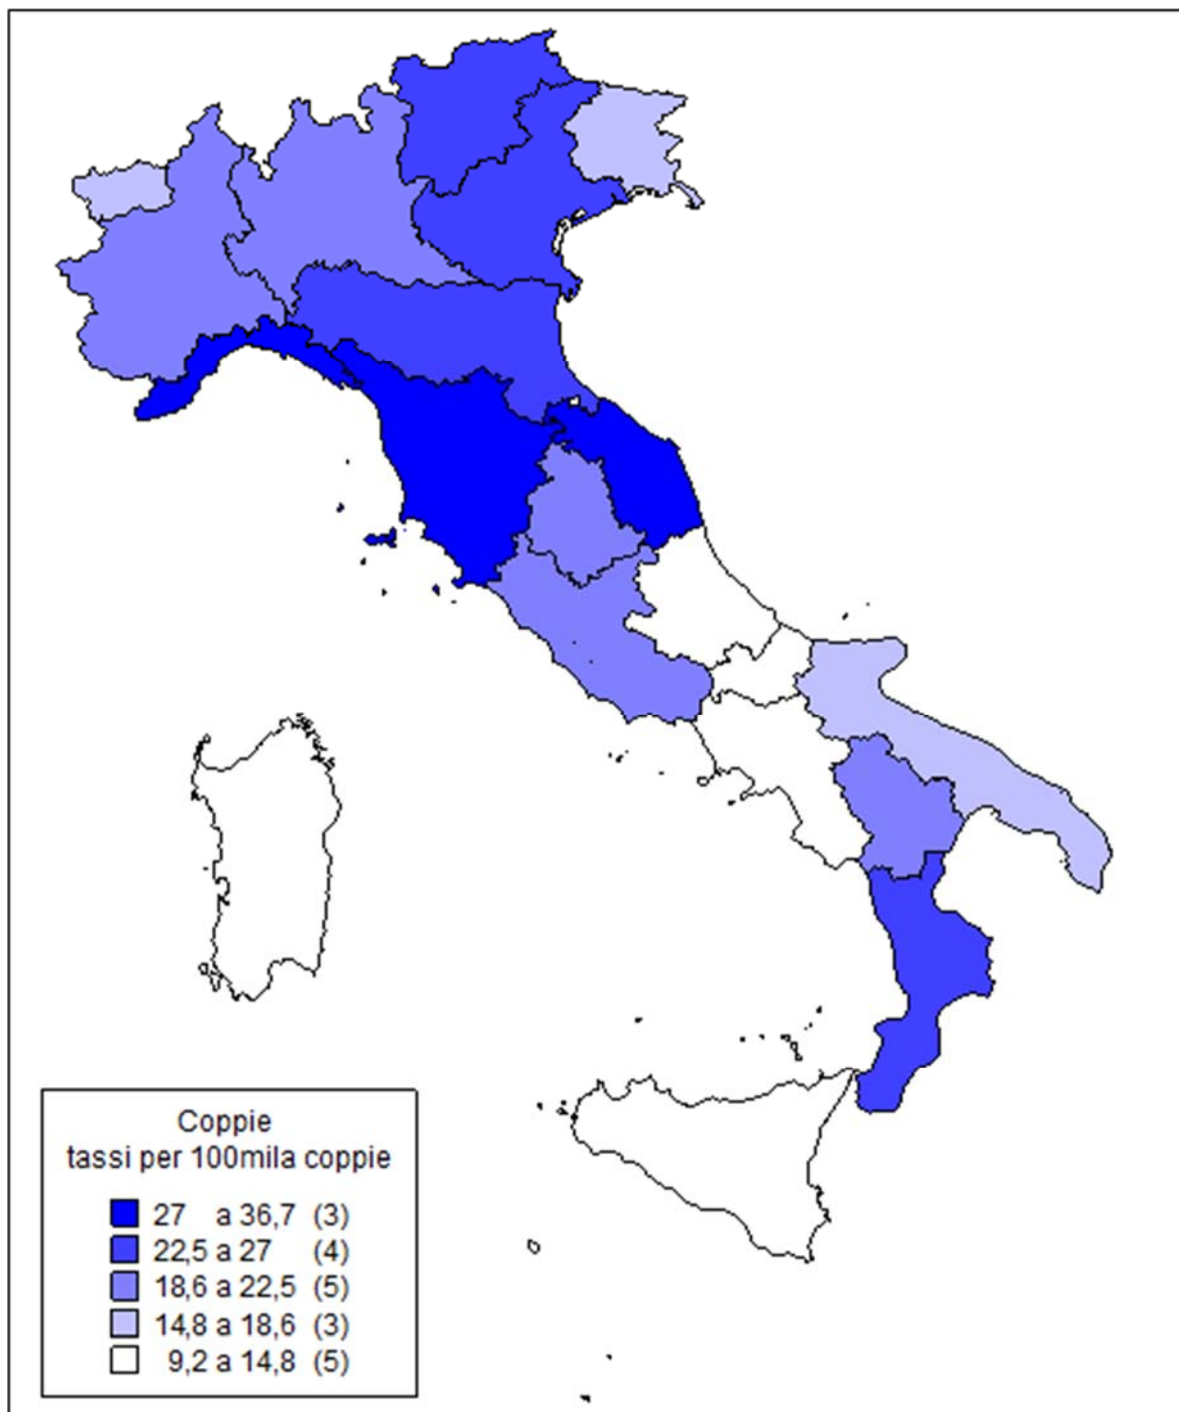 Coppie
tassi per 100mila coppie
27 a 36,7 (3)
22,5 a 27 (4)
18,6 a 22,5 (5)
14,8 a 18,6 (3)
9,2 a 14,8 (5)